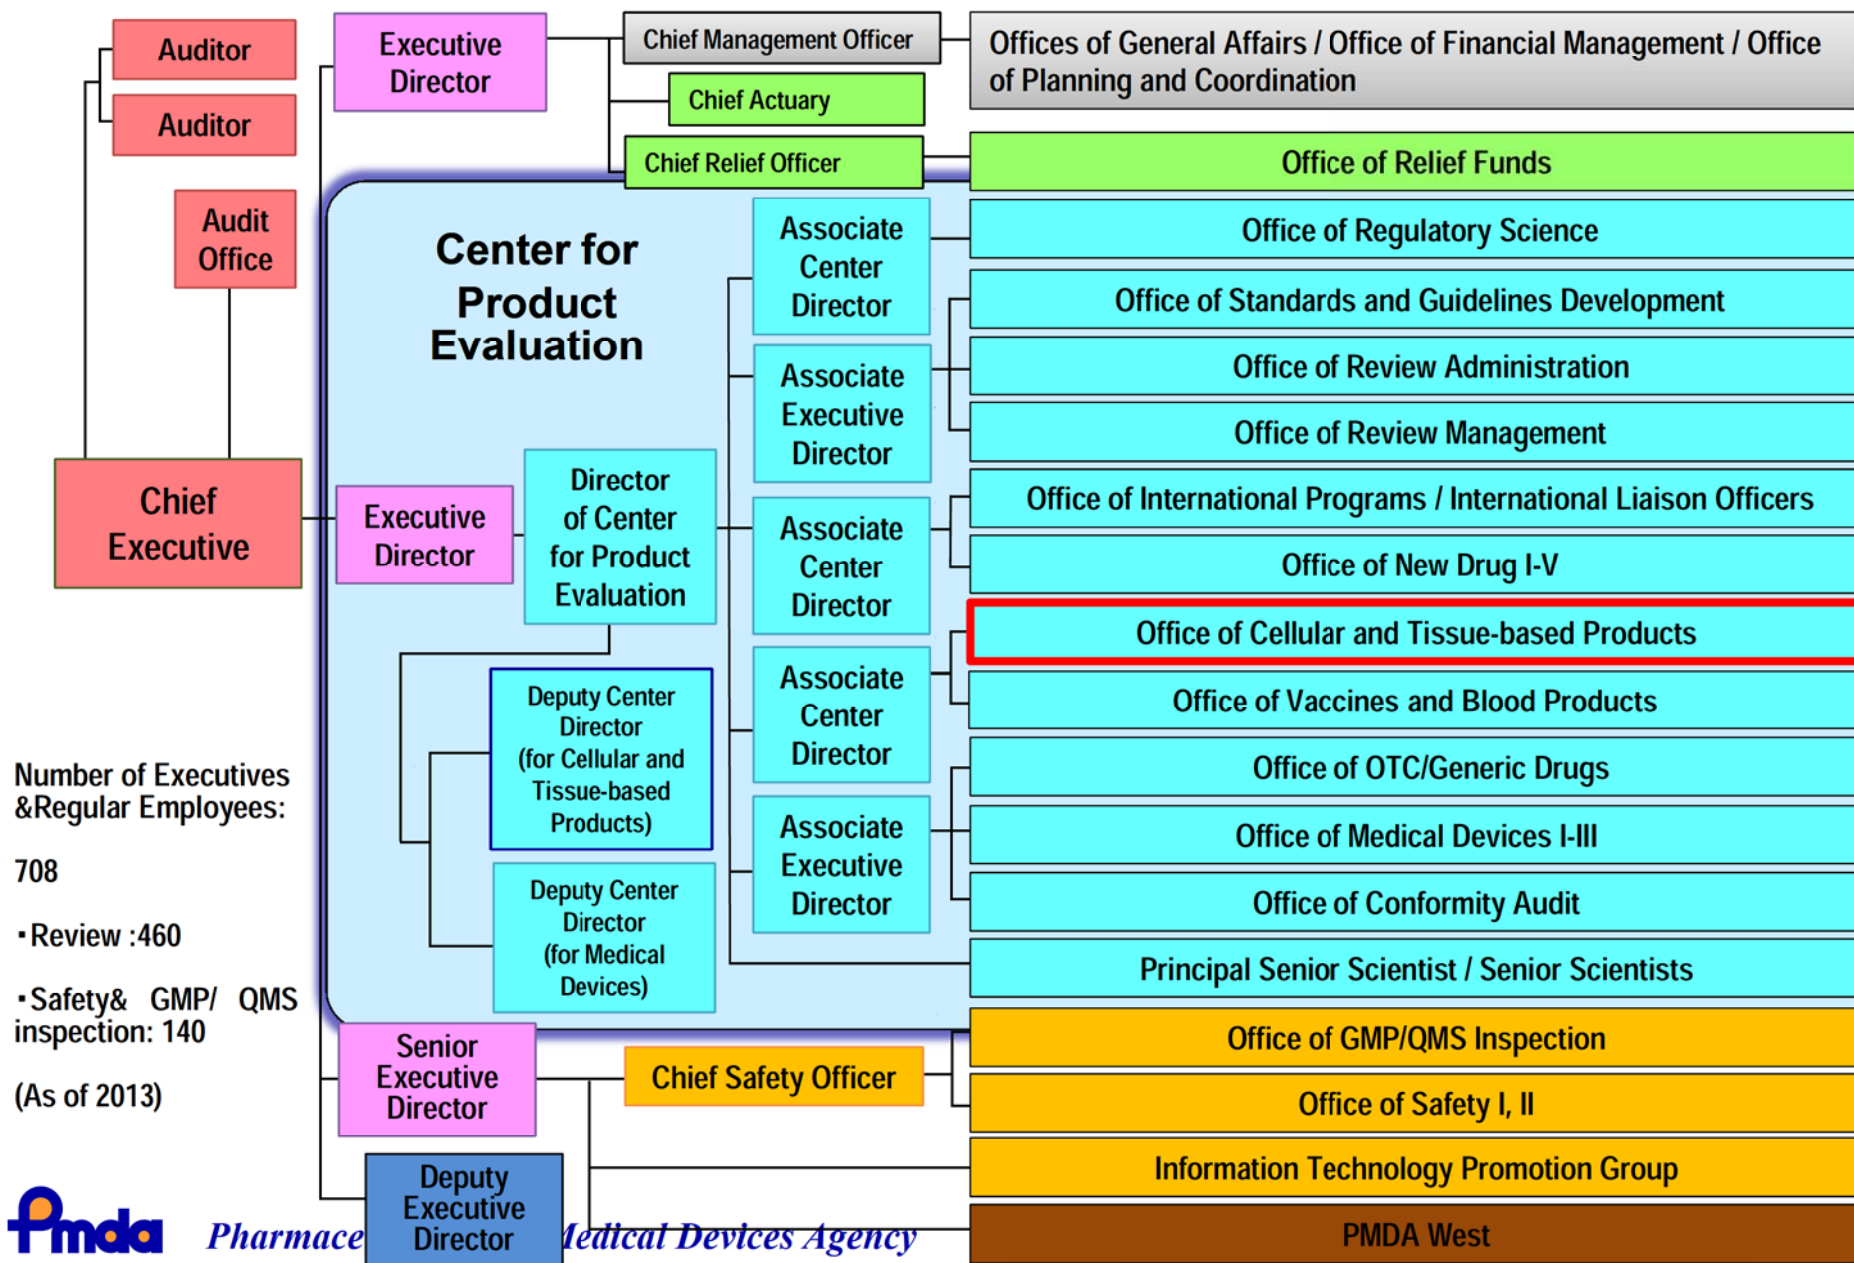 Auditor
Auditor
Audit
Office
Chief
Executive
Executive
Director
Chief Management Officer
Offices of General Affairs / Office of Financial Management / Office
of Planning and Coordination
Chief Actuary
Chief Relief Officer
Office of Relief Funds
Center for
Product
Evaluation
Executive
Director
Director
of Center
for Product
Evaluation
Deputy Center
Director
(for Cellular and
Tissue-based
Products)
Deputy Center
Director
(for Medical
Devices)
Associate
Center
Director
Office of Regulatory Science
Associate
Executive
Director
Office of Standards and Guidelines Development
Office of Review Administration
Office of Review Management
Associate
Center
Director
Office of International Programs / International Liaison Officers
Office of New Drug I-V
Associate
Center
Director
Office of Cellular and Tissue-based Products
Office of Vaccines and Blood Products
Associate
Executive
Director
Office of OTC/Generic Drugs
Office of Medical Devices I-III
Office of Conformity Audit
Principal Senior Scientist / Senior Scientists
Senior
Executive
Director
Chief Safety Officer
Office of GMP/QMS Inspection
Office of Safety I, II
Information Technology Promotion Group
PMDA West
Deputy
Executive
Director
Number of Executives
&Regular Employees:
708
・Review :460
・Safety& GMP/ QMS
inspection: 140
(As of 2013)
Pmda
Pharmace Medical Devices Agency